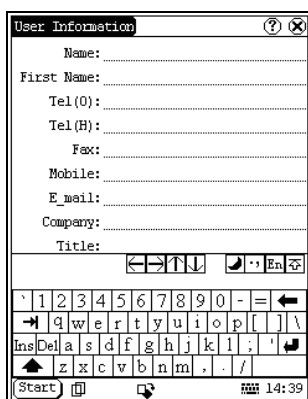 User Information ? X
Name:
First Name:
Tel(O):
Tel(H):
Fax:
Mobile:
E_mail:
Company:
Title:
← → ↑ ↓ En
` 1 2 3 4 5 6 7 8 9 0 - =
q w e r t y u i o p [ ] \
Ins Del a s d f g h j k l ; '
z x c v b n m , . /
Start 14:39